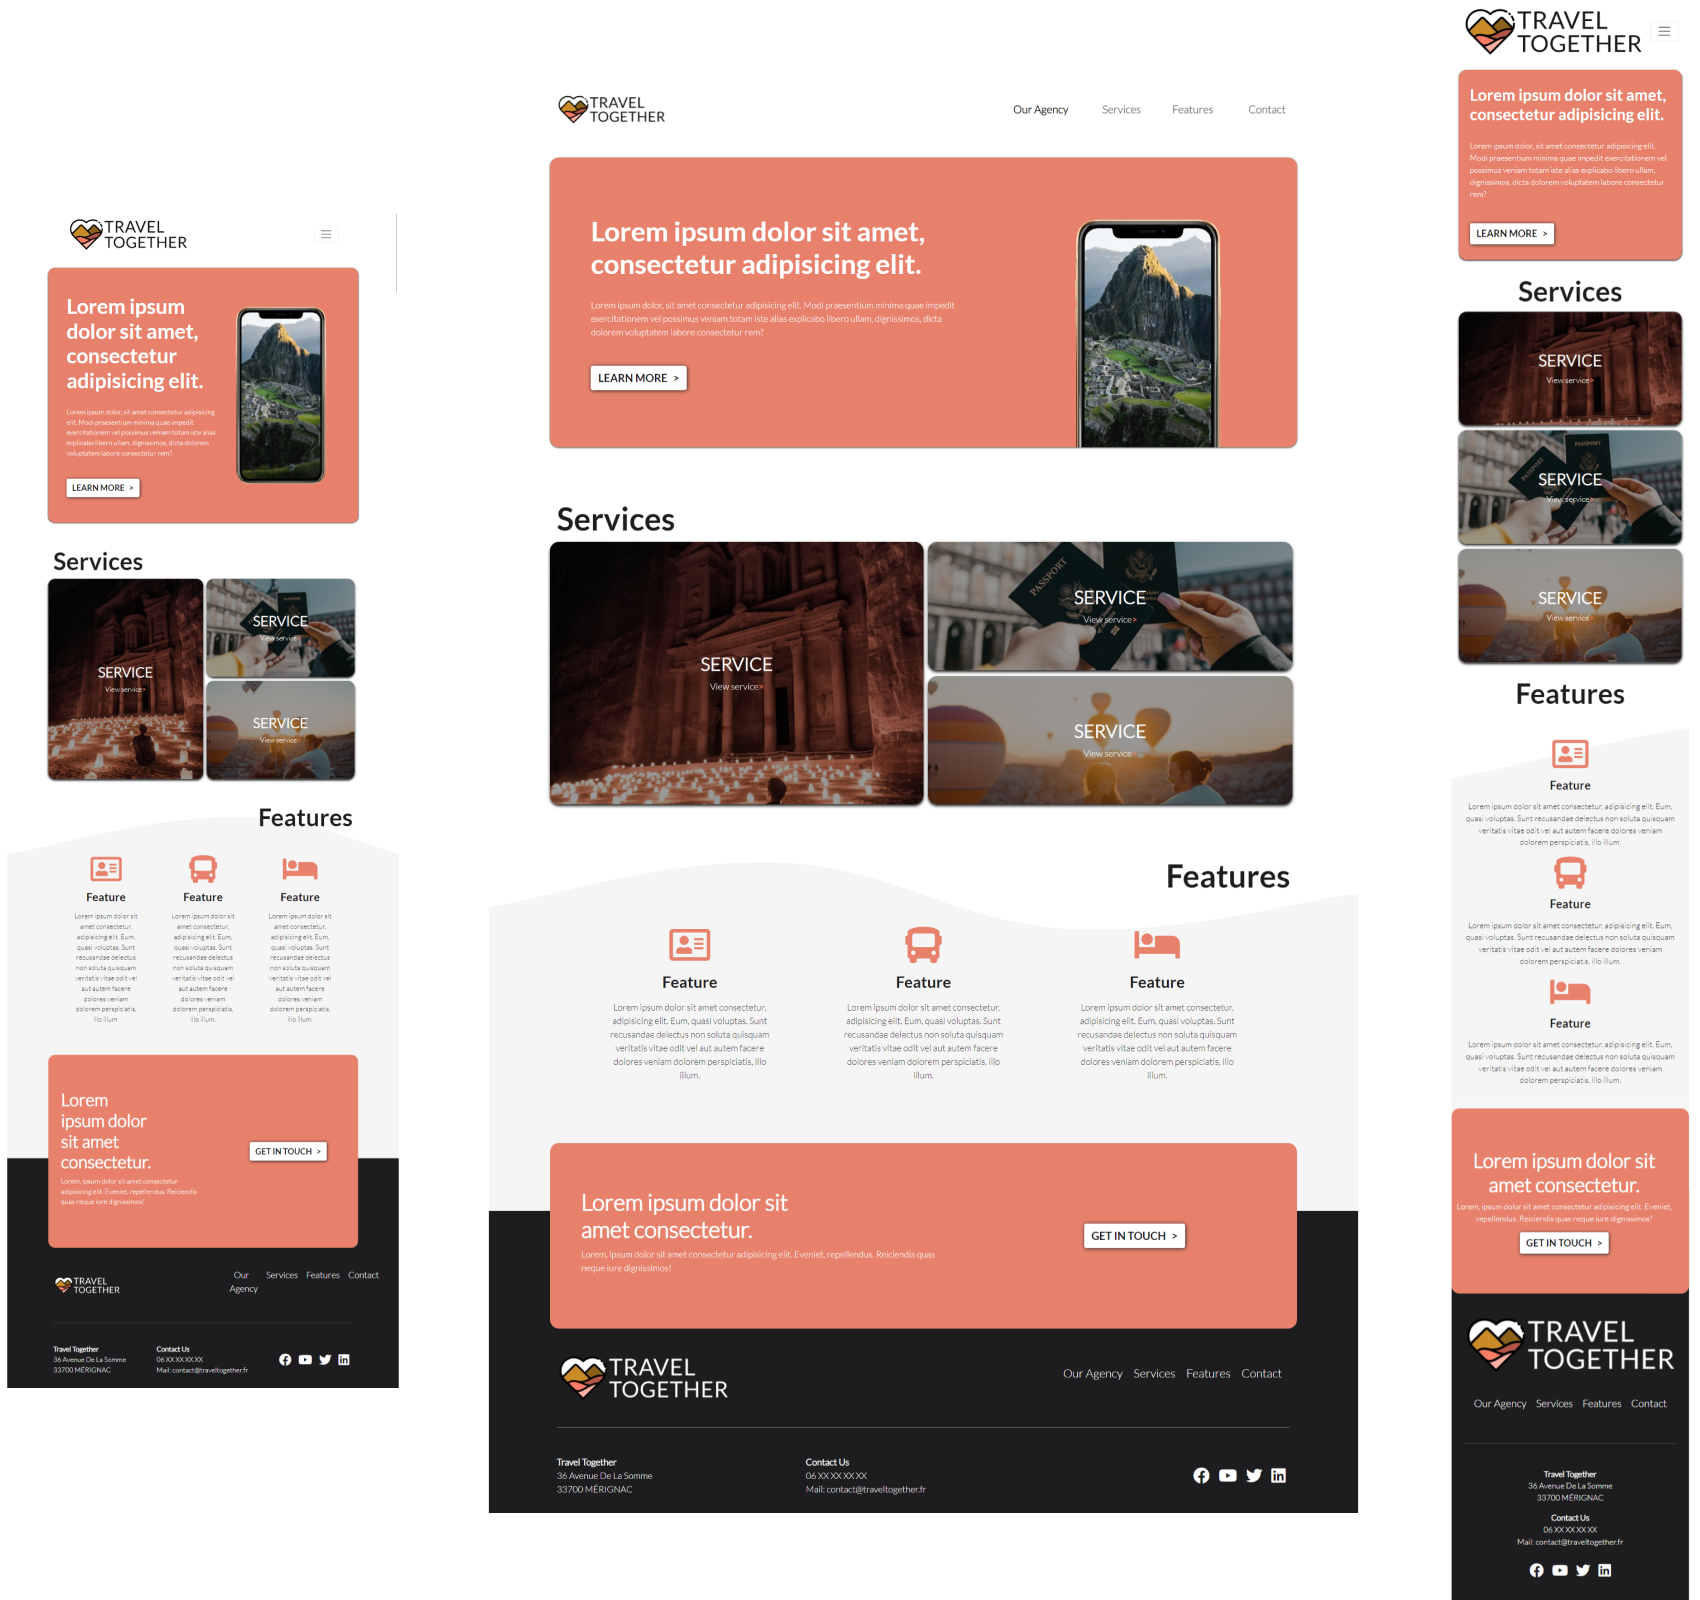 TRAVEL
TOGETHER
Lorem ipsum
dolor sit amet,
consectetur
adipisicing elit.
Lorem ipsum dolor, sit amet consectetur adipisicing
elit. Modi praesentium minima quae impedit
exercitationem vel possimus veniam totam iste alias
explicabo libero ullam, dignissimos, dicta dolorem
voluptatem labore consectetur rem?
LEARN MORE >
Services
SERVICE
View service>
SERVICE
View service
SERVICE
View service
Features
Feature
Lorem ipsum dolor sit
amet consectetur,
adipisicing elit. Eum,
quasi voluptas. Sunt
recusandae delectus
non soluta quisquam
veritatis vitae odit vel
aut autem facere
dolores veniam
dolorem perspiciatis,
illo illum.
Feature
Lorem ipsum dolor sit
amet consectetur,
adipisicing elit. Eum,
quasi voluptas. Sunt
recusandae delectus
non soluta quisquam
veritatis vitae odit vel
aut autem facere
dolores veniam
dolorem perspiciatis,
illo illum.
Feature
Lorem ipsum dolor sit
amet consectetur,
adipisicing elit. Eum,
quasi voluptas. Sunt
recusandae delectus
non soluta quisquam
veritatis vitae odit vel
aut autem facere
dolores veniam
dolorem perspiciatis,
illo illum.
Lorem
ipsum dolor
sit amet
consectetur.
Lorem, ipsum dolor sit amet consectetur
adipisicing elit. Eveniet, repellendus. Reiciendis
quas neque iure dignissimos!
GET IN TOUCH >
TRAVEL
TOGETHER
Our
Agency
Services
Features
Contact
Travel Together
36 Avenue De La Somme
33700 MÉRIGNAC
Contact Us
06 XX XX XX XX
Mail: contact@traveltogether.fr
TRAVEL
TOGETHER
Our Agency
Services
Features
Contact
Lorem ipsum dolor sit amet,
consectetur adipisicing elit.
Lorem ipsum dolor, sit amet consectetur adipisicing elit. Modi praesentium minima quae impedit
exercitationem vel possimus veniam totam iste alias explicabo libero ullam, dignissimos, dicta
dolorem voluptatem labore consectetur rem?
LEARN MORE >
Services
SERVICE
View service>
PASSPORT
PASSPORT
SERVICE
View service>
SERVICE
View service
Features
Feature
Lorem ipsum dolor sit amet consectetur,
adipisicing elit. Eum, quasi voluptas. Sunt
recusandae delectus non soluta quisquam
veritatis vitae odit vel aut autem facere
dolores veniam dolorem perspiciatis, illo
illum.
Feature
Lorem ipsum dolor sit amet consectetur,
adipisicing elit. Eum, quasi voluptas. Sunt
recusandae delectus non soluta quisquam
veritatis vitae odit vel aut autem facere
dolores veniam dolorem perspiciatis, illo
illum.
Feature
Lorem ipsum dolor sit amet consectetur,
adipisicing elit. Eum, quasi voluptas. Sunt
recusandae delectus non soluta quisquam
veritatis vitae odit vel aut autem facere
dolores veniam dolorem perspiciatis, illo
illum.
Lorem ipsum dolor sit
amet consectetur.
Lorem, ipsum dolor sit amet consectetur adipisicing elit. Eveniet, repellendus. Reiciendis quas
neque iure dignissimos!
GET IN TOUCH >
TRAVEL
TOGETHER
Our Agency
Services
Features
Contact
Travel Together
36 Avenue De La Somme
33700 MÉRIGNAC
Contact Us
06 XX XX XX XX
Mail: contact@traveltogether.fr
TRAVEL
TOGETHER
Lorem ipsum dolor sit amet,
consectetur adipisicing elit.
Lorem ipsum dolor, sit amet consectetur adipisicing elit.
Modi praesentium minima quae impedit exercitationem vel
possimus veniam totam iste alias explicabo libero ullam,
dignissimos, dicta dolorem voluptatem labore consectetur
rem?
LEARN MORE >
Services
SERVICE
View service>
PASSPORT
PASSPORT
SERVICE
View service>
SERVICE
View service
Features
Feature
Lorem ipsum dolor sit amet consectetur, adipisicing elit. Eum,
quasi voluptas. Sunt recusandae delectus non soluta quisquam
veritatis vitae odit vel aut autem facere dolores veniam
dolorem perspiciatis, illo illum.
Feature
Lorem ipsum dolor sit amet consectetur, adipisicing elit. Eum,
quasi voluptas. Sunt recusandae delectus non soluta quisquam
veritatis vitae odit vel aut autem facere dolores veniam
dolorem perspiciatis, illo illum.
Feature
Lorem ipsum dolor sit amet consectetur, adipisicing elit. Eum,
quasi voluptas. Sunt recusandae delectus non soluta quisquam
veritatis vitae odit vel aut autem facere dolores veniam
dolorem perspiciatis, illo illum.
Lorem ipsum dolor sit
amet consectetur.
Lorem, ipsum dolor sit amet consectetur adipisicing elit. Eveniet,
repellendus. Reiciendis quas neque iure dignissimos!
GET IN TOUCH >
TRAVEL
TOGETHER
Our Agency
Services
Features
Contact
Travel Together
36 Avenue De La Somme
33700 MÉRIGNAC
Contact Us
06 XX XX XX XX
Mail: contact@traveltogether.fr